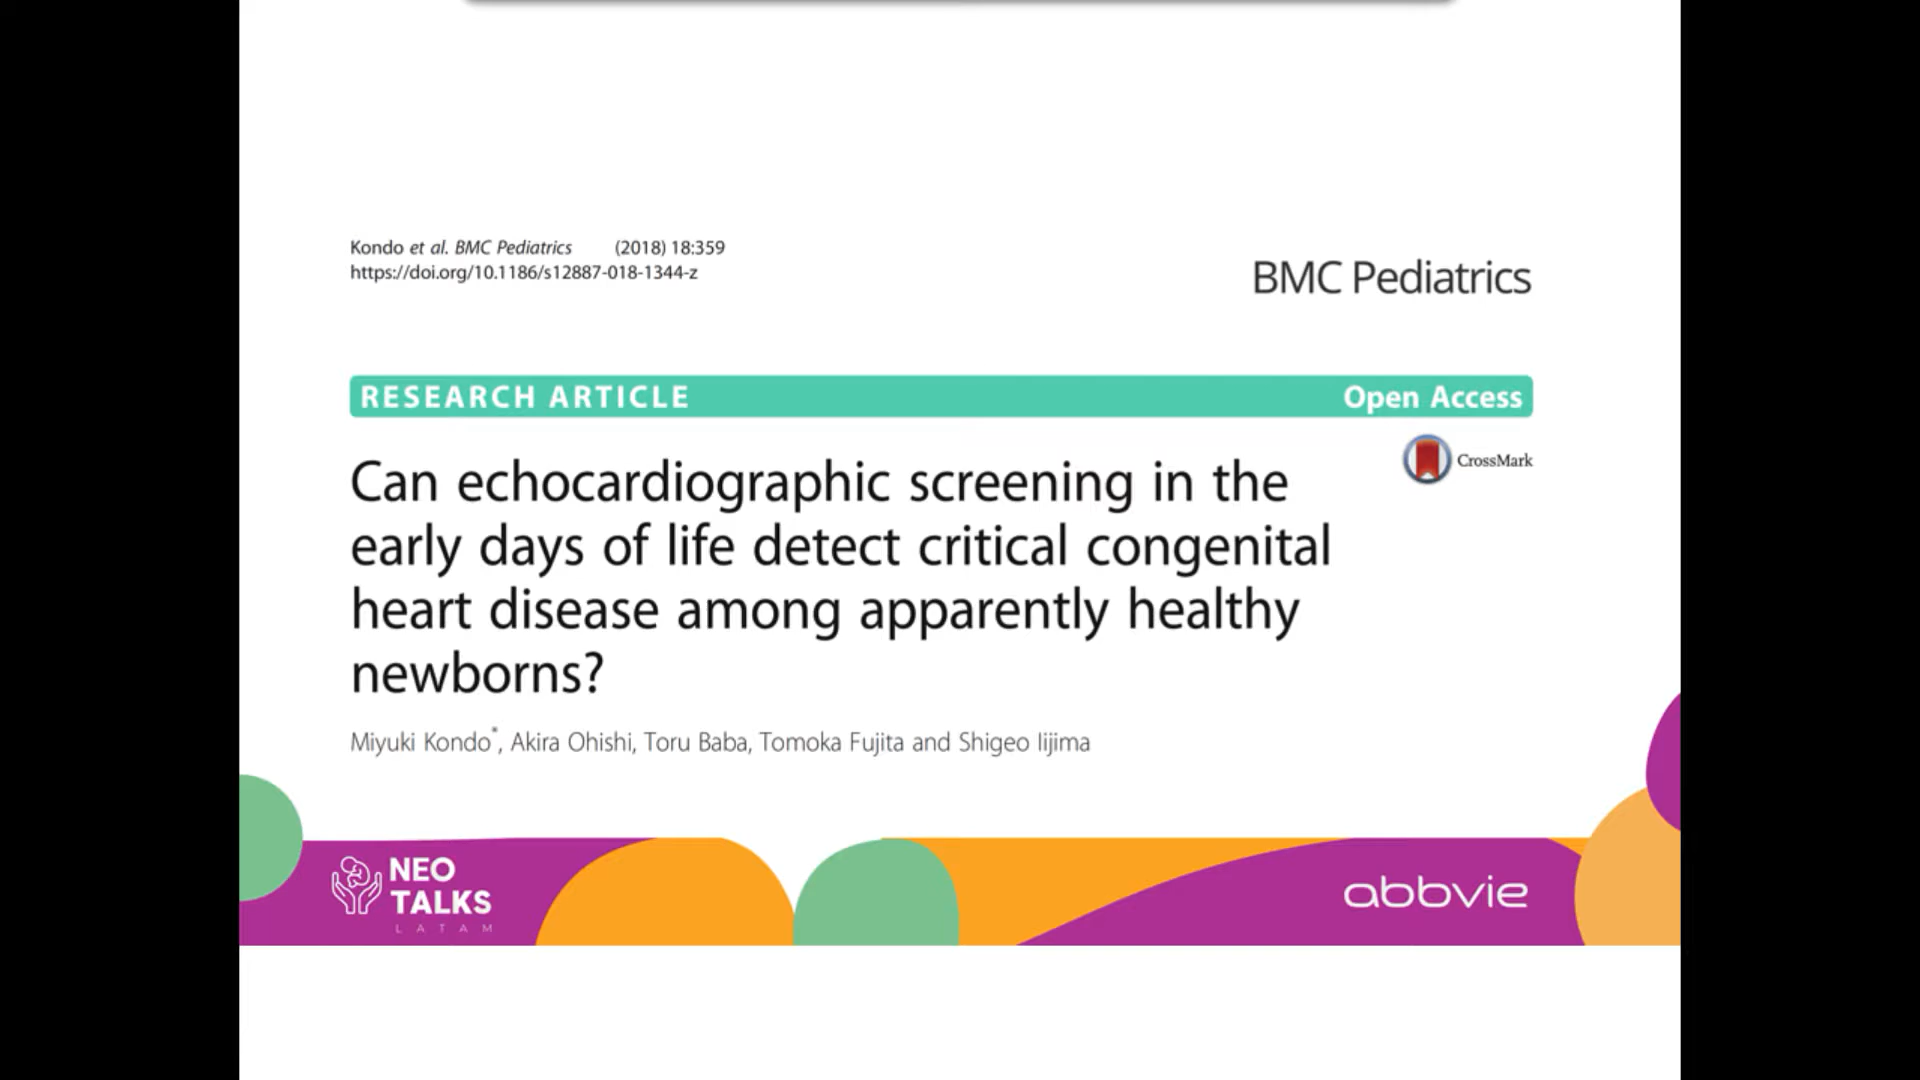 Kondo et al. BMC Pediatrics (2018) 18:359
https://doi.org/10.1186/s12887-018-1344-z
BMC Pediatrics
RESEARCH ARTICLE Open Access
CrossMark
Can echocardiographic screening in the
early days of life detect critical congenital
heart disease among apparently healthy
newborns?
Miyuki Kondo*, Akira Ohishi, Toru Baba, Tomoka Fujita and Shigeo Iijima
NEO
TALKS
LATAM
abbvie